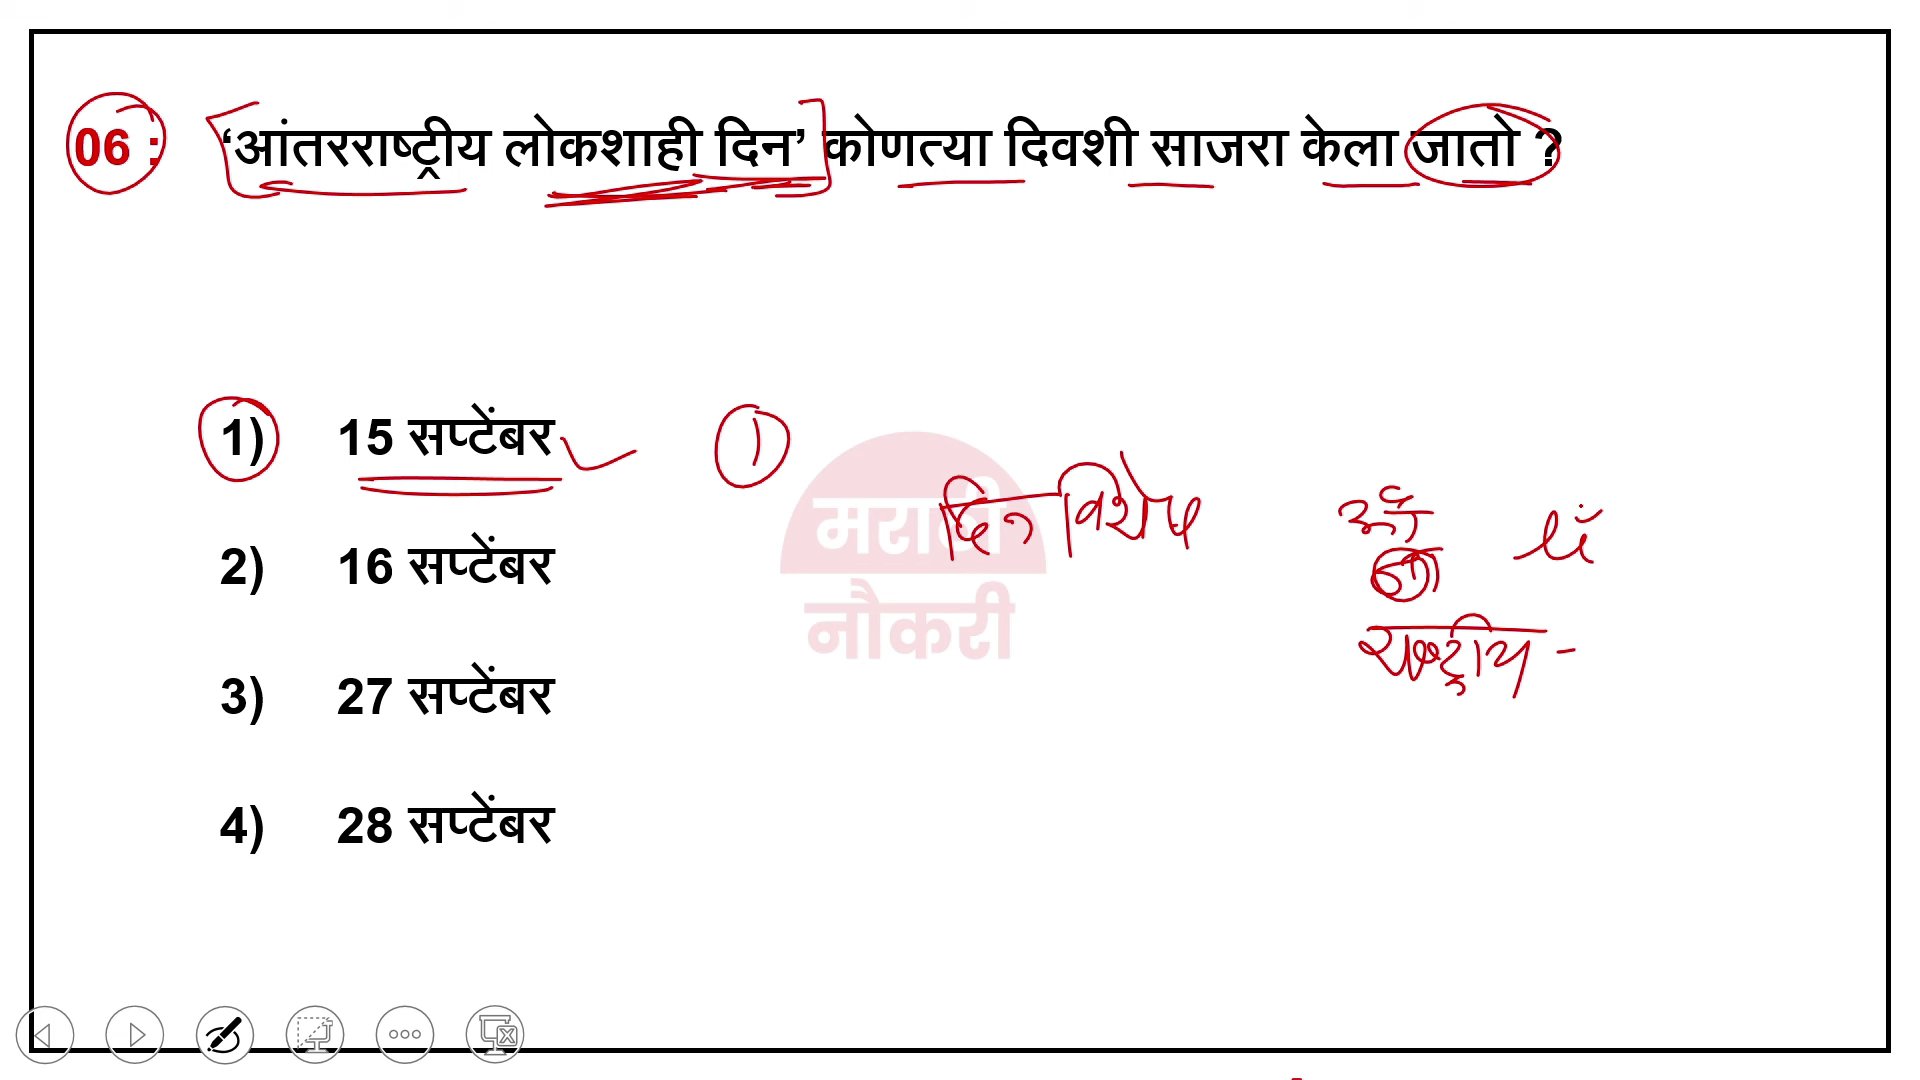 06 : ‘आंतरराष्ट्रीय लोकशाही दिन’ कोणत्या दिवशी साजरा केला जातो ?
1) 15 सप्टेंबर 1
दिनविशेष
मराठी
2) 16 सप्टेंबर
राष्ट्रीय -
नौकरी
3) 27 सप्टेंबर
4) 28 सप्टेंबर